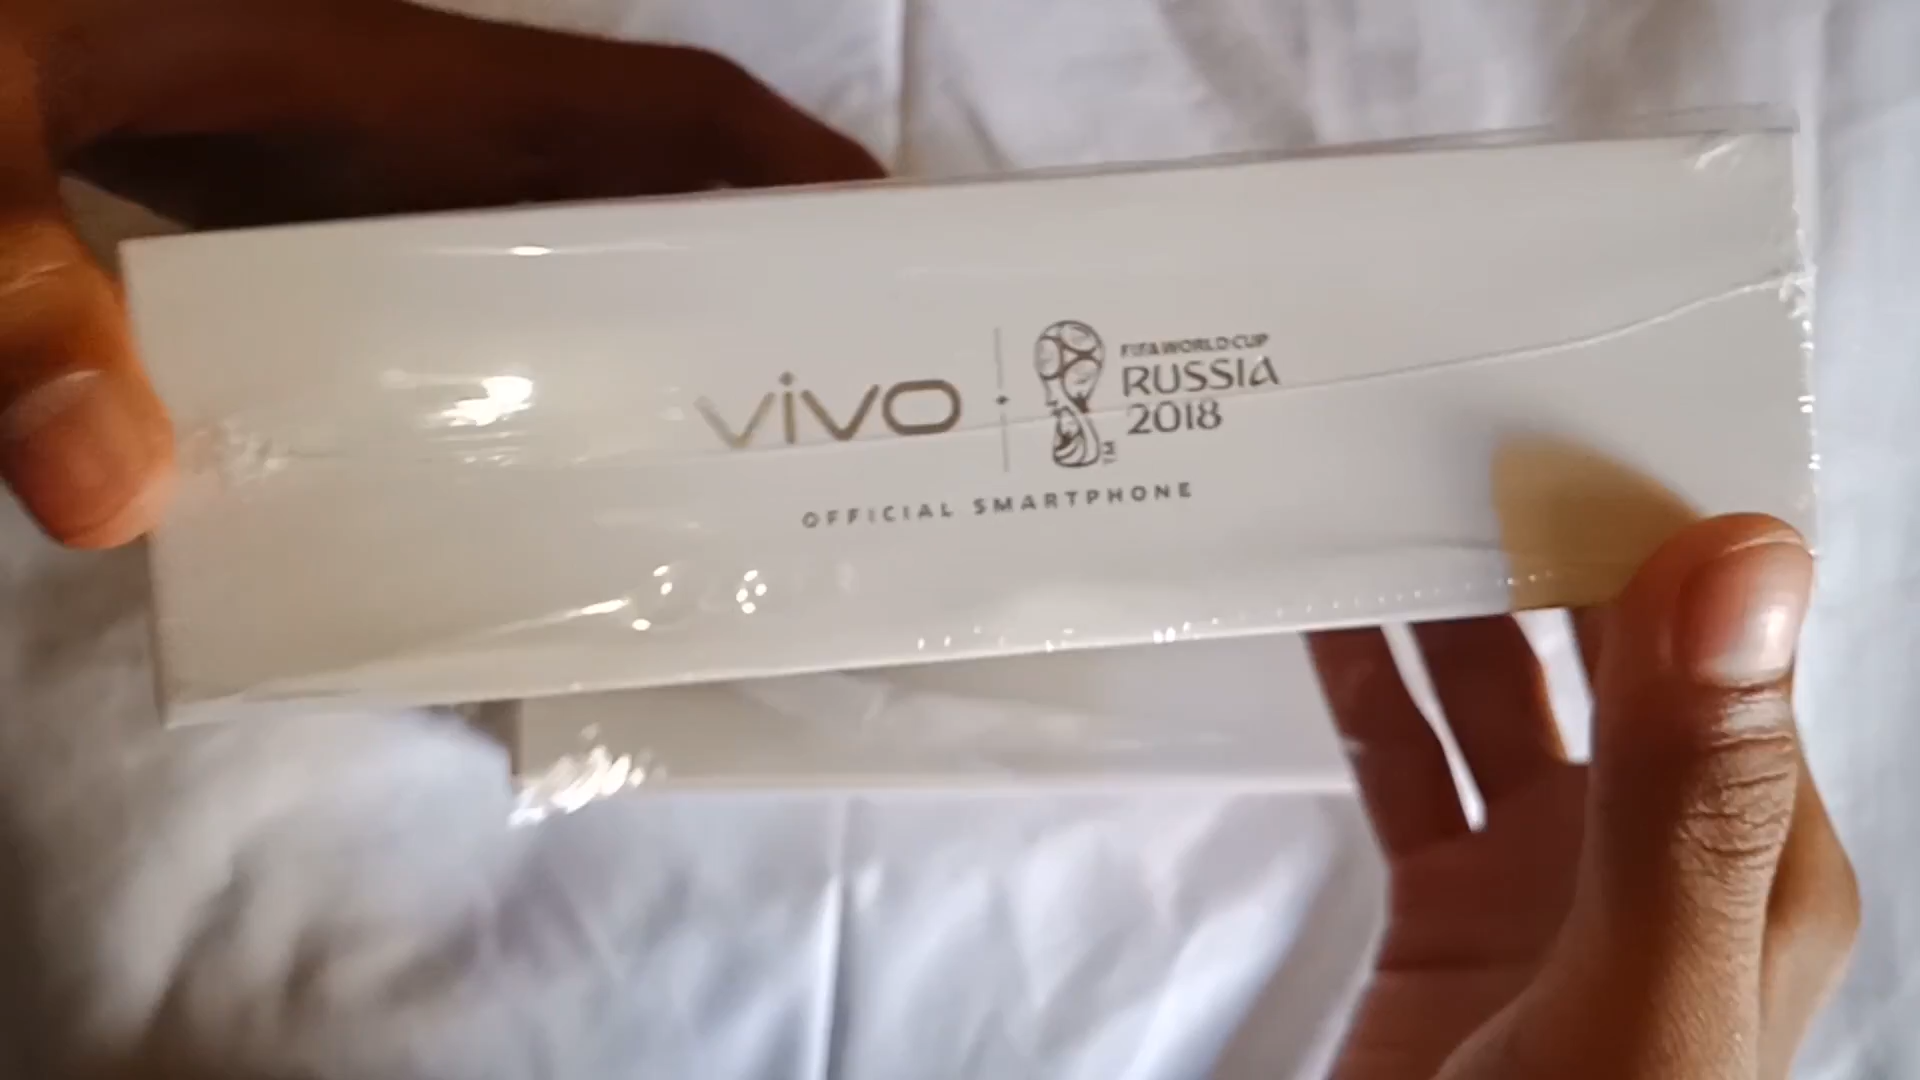 vivo
FIFA WORLD CUP
RUSSIA
2018
OFFICIAL SMARTPHONE